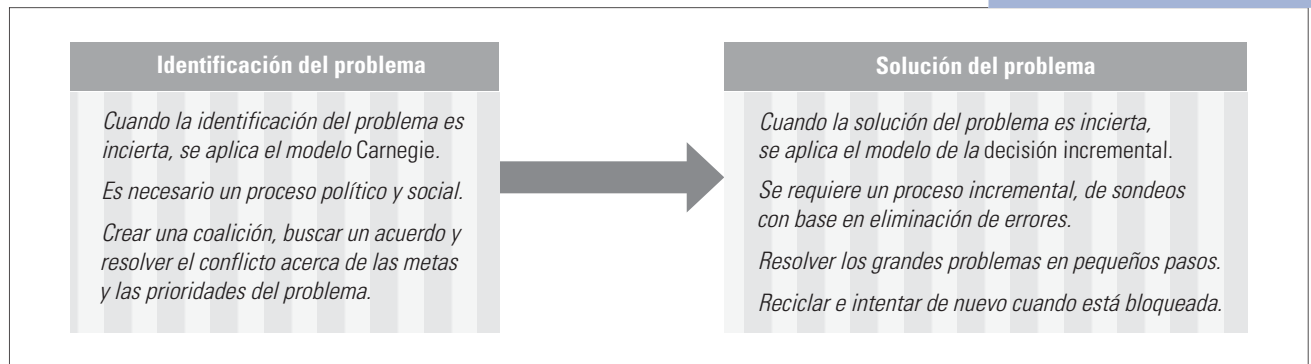 Identificación del problema
Cuando la identificación del problema es
incierta, se aplica el modelo Carnegie.
Es necesario un proceso político y social.
Crear una coalición, buscar un acuerdo y
resolver el conflicto acerca de las metas
y las prioridades del problema.
Solución del problema
Cuando la solución del problema es incierta,
se aplica el modelo de la decisión incremental.
Se requiere un proceso incremental, de sondeos
con base en eliminación de errores.
Resolver los grandes problemas en pequeños pasos.
Reciclar e intentar de nuevo cuando está bloqueada.